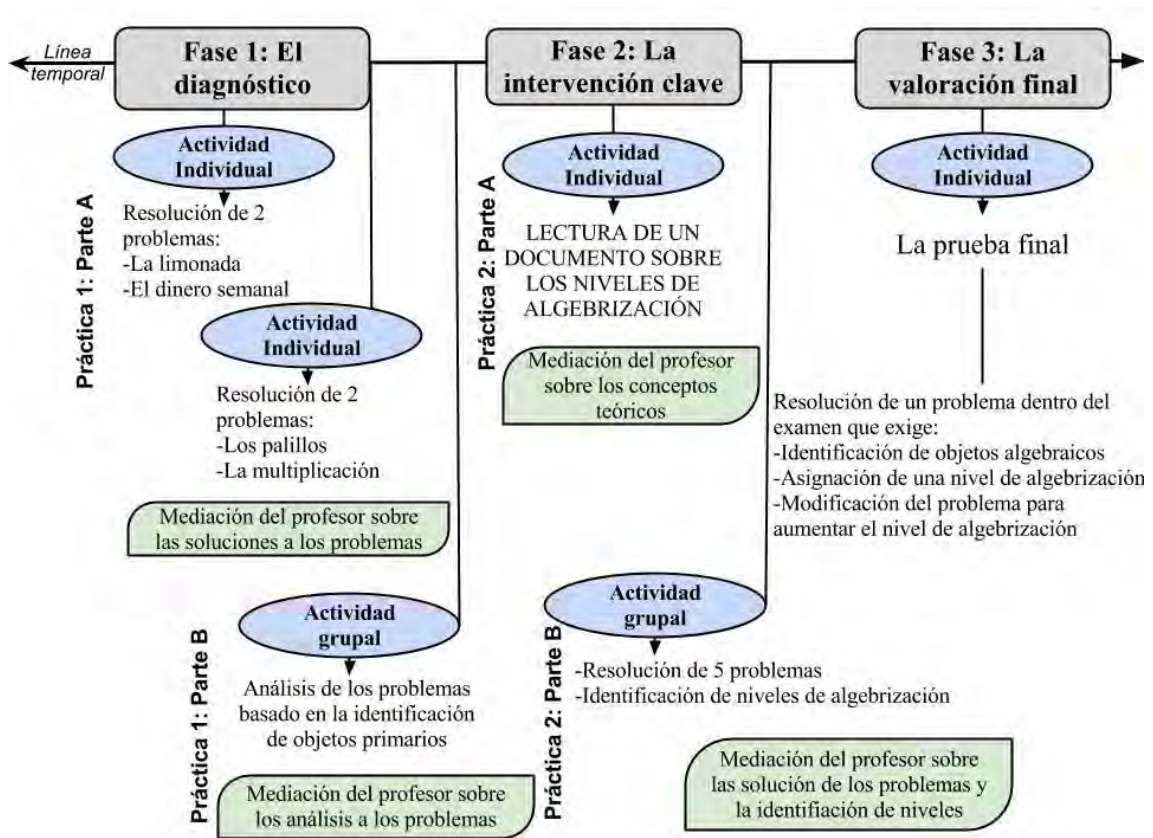 Línea
temporal
Fase 1: El
diagnóstico
Fase 2: La
intervención clave
Fase 3: La
valoración final
Práctica 1: Parte A
Actividad
Individual
Resolución de 2
problemas:
-La limonada
-El dinero semanal
Actividad
Individual
Resolución de 2
problemas:
-Los palillos
-La multiplicación
Mediación del profesor sobre
las soluciones a los problemas
Práctica 1: Parte B
Actividad
grupal
Análisis de los problemas
basado en la identificación
de objetos primarios
Mediación del profesor sobre
los análisis a los problemas
Práctica 2: Parte A
Actividad
Individual
LECTURA DE UN
DOCUMENTO SOBRE
LOS NIVELES DE
ALGEBRIZACIÓN
Mediación del profesor
sobre los conceptos
teóricos
Práctica 2: Parte B
Actividad
grupal
-Resolución de 5 problemas
-Identificación de niveles de algebrización
Mediación del profesor sobre
las solución de los problemas y
la identifiación de niveles
Actividad
Individual
La prueba final
Resolución de un problema dentro del
examen que exige:
-Identificación de objetos algebraicos
-Asignación de una nivel de algebrización
-Modificación del problema para
aumentar el nivel de algebrización